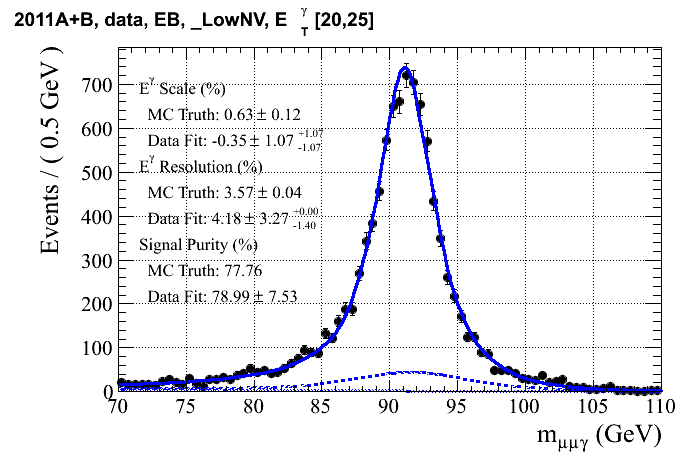 2011A+B, data, EB, _LowNV, E_T^γ [20,25]
Events / ( 0.5 GeV )
700
600
500
400
300
200
100
0
E^γ Scale (%)
MC Truth: 0.63 ± 0.12
Data Fit: -0.35 ± 1.07 +1.07 -1.07
E^γ Resolution (%)
MC Truth: 3.57 ± 0.04
Data Fit: 4.18 ± 3.27 +0.00 -1.40
Signal Purity (%)
MC Truth: 77.76
Data Fit: 78.99 ± 7.53
70 75 80 85 90 95 100 105 110
m_μμγ (GeV)